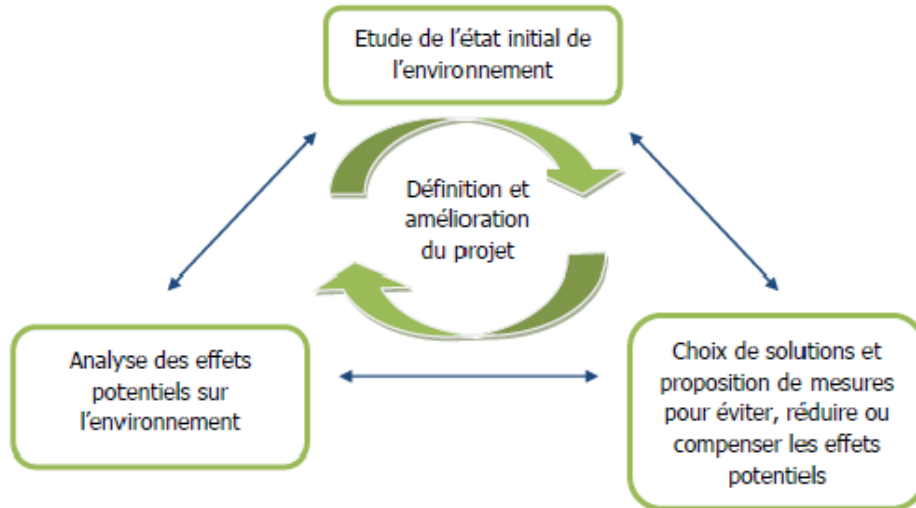 Etude de l'état initial de
l'environnement
Définition et
amélioration
du projet
Analyse des effets
potentiels sur
l'environnement
Choix de solutions et
proposition de mesures
pour éviter, réduire ou
compenser les effets
potentiels